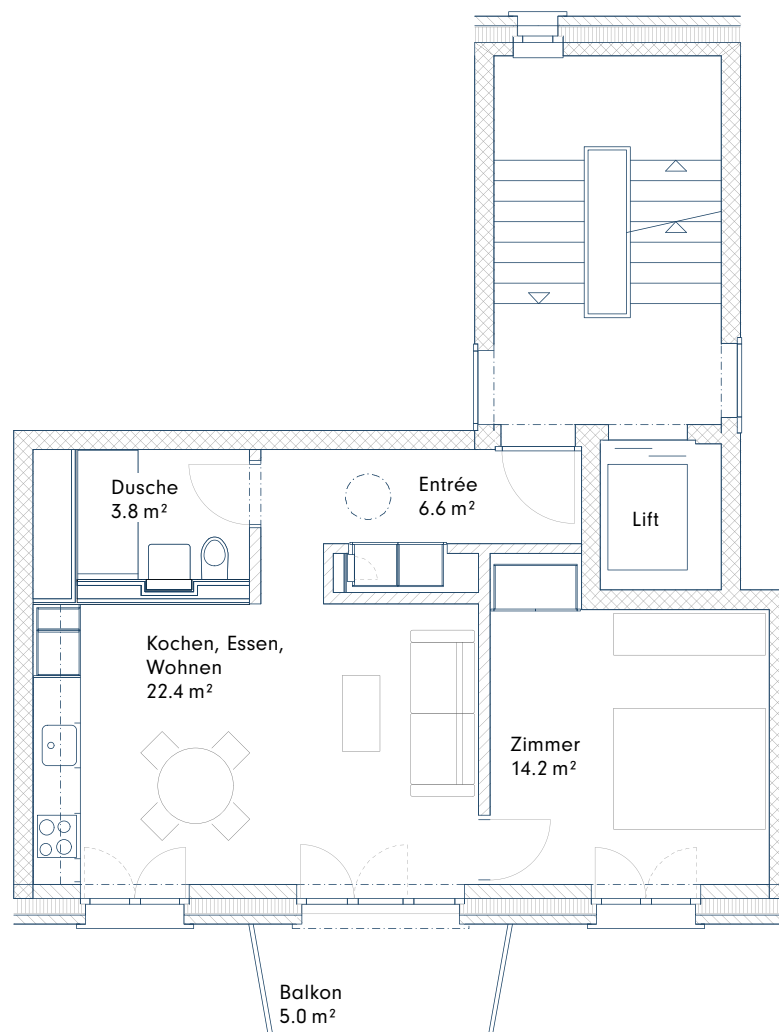 Dusche
3.8 m²
Entrée
6.6 m²
Lift
Kochen, Essen,
Wohnen
22.4 m²
Zimmer
14.2 m²
Balkon
5.0 m²